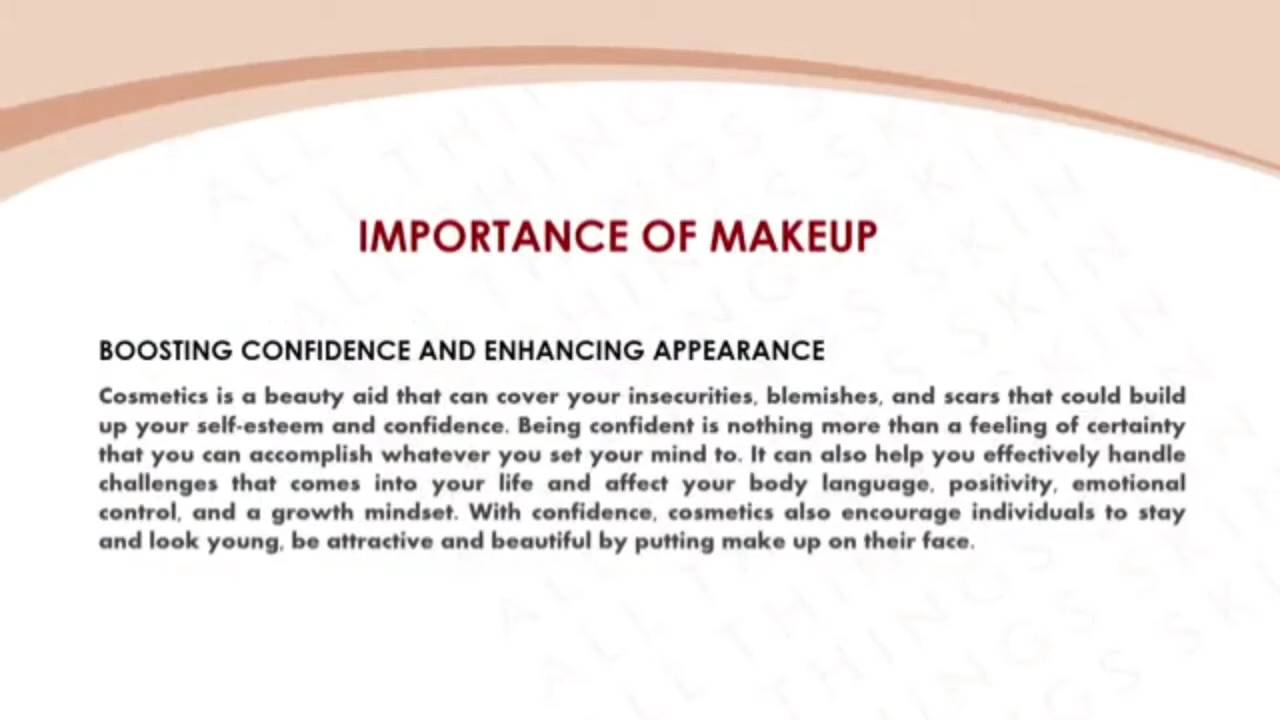 IMPORTANCE OF MAKEUP
BOOSTING CONFIDENCE AND ENHANCING APPEARANCE
Cosmetics is a beauty aid that can cover your insecurities, blemishes, and scars that could build
up your self-esteem and confidence. Being confident is nothing more than a feeling of certainty
that you can accomplish whatever you set your mind to. It can also help you effectively handle
challenges that comes into your life and affect your body language, positivity, emotional
control, and a growth mindset. With confidence, cosmetics also encourage individuals to stay
and look young, be attractive and beautiful by putting make up on their face.